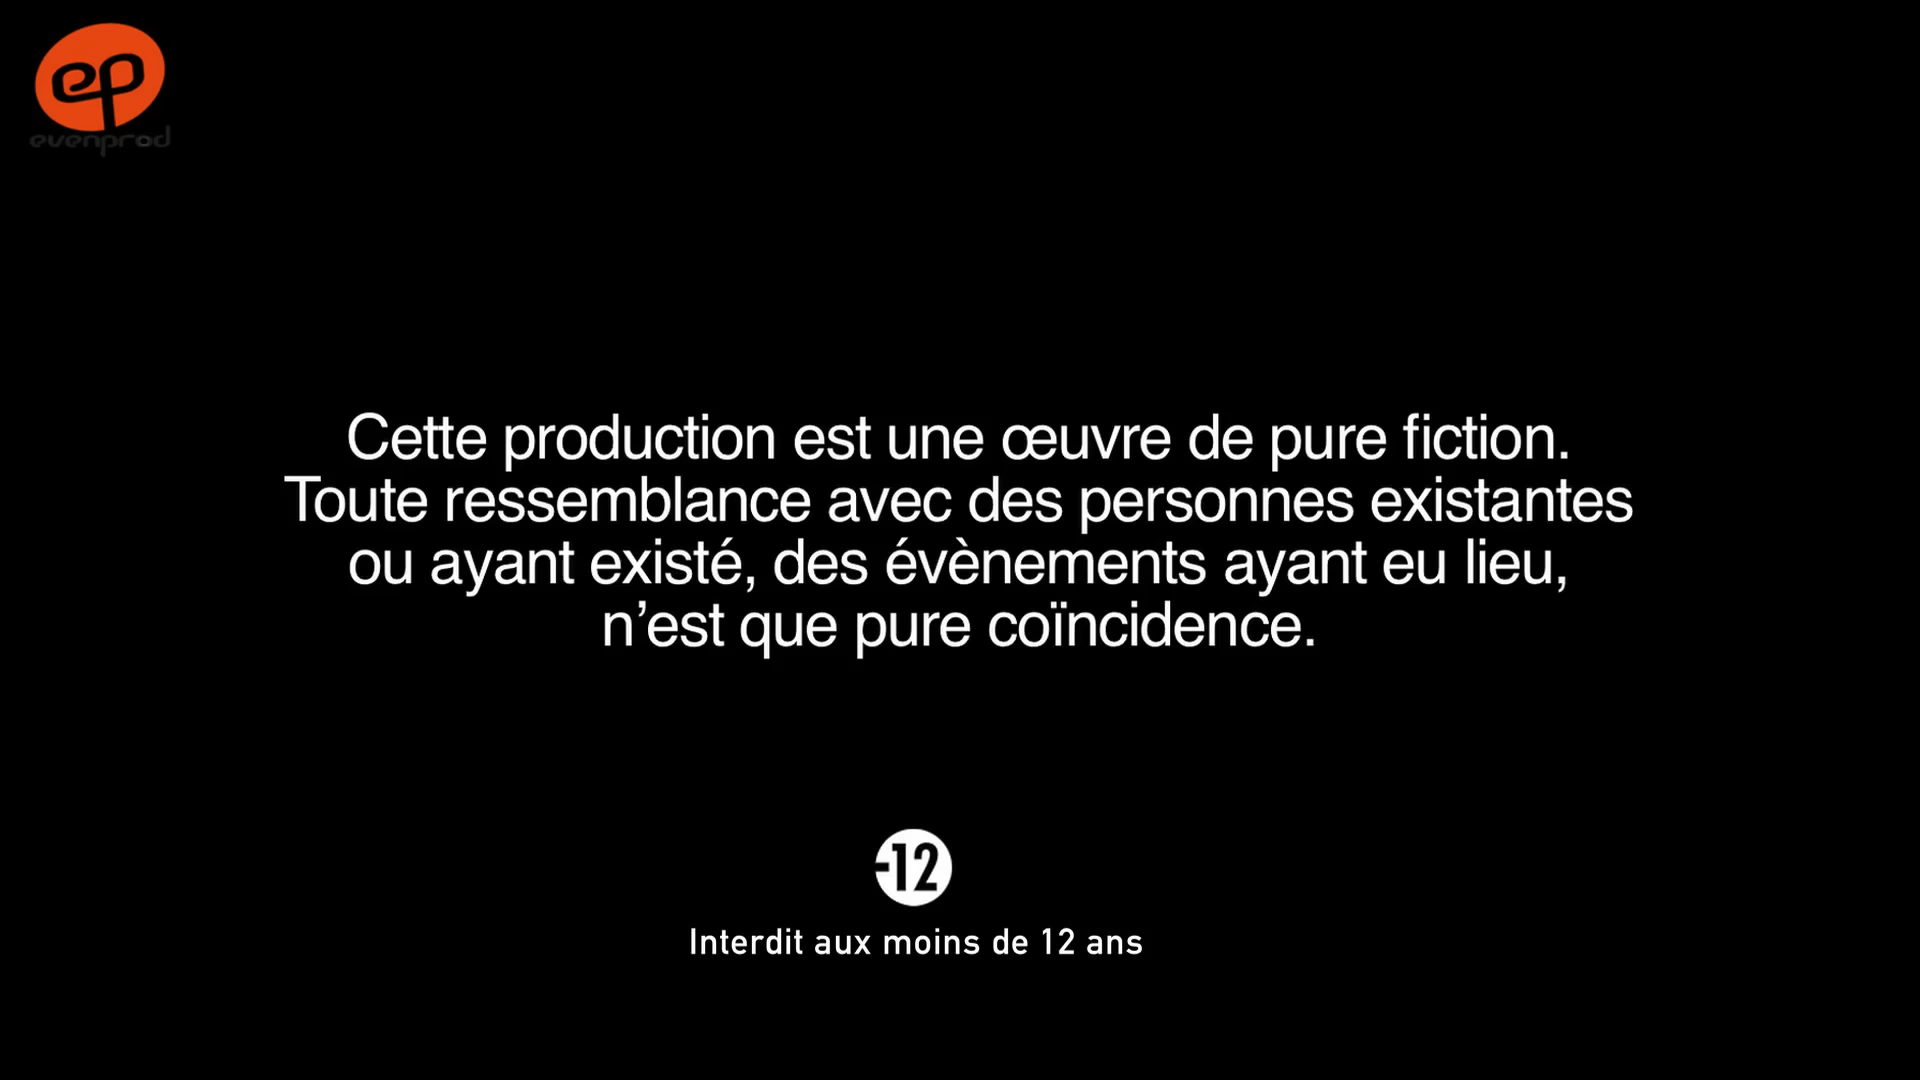 ep
evenprod
Cette production est une œuvre de pure fiction.
Toute ressemblance avec des personnes existantes
ou ayant existé, des évènements ayant eu lieu,
n’est que pure coïncidence.
-12
Interdit aux moins de 12 ans